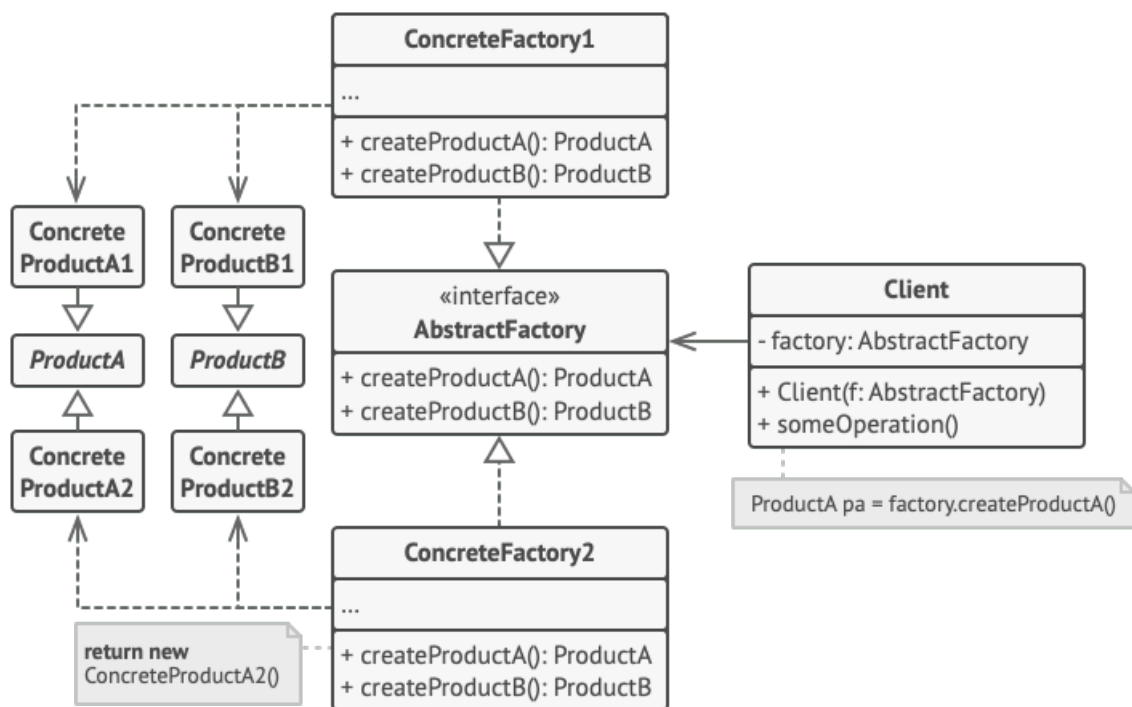 ConcreteFactory1
...
+ createProductA(): ProductA
+ createProductB(): ProductB
Concrete
ProductA1
Concrete
ProductB1
ProductA
ProductB
Concrete
ProductA2
Concrete
ProductB2
«interface»
AbstractFactory
+ createProductA(): ProductA
+ createProductB(): ProductB
Client
- factory: AbstractFactory
+ Client(f: AbstractFactory)
+ someOperation()
ProductA pa = factory.createProductA()
ConcreteFactory2
...
+ createProductA(): ProductA
+ createProductB(): ProductB
return new
ConcreteProductA2()